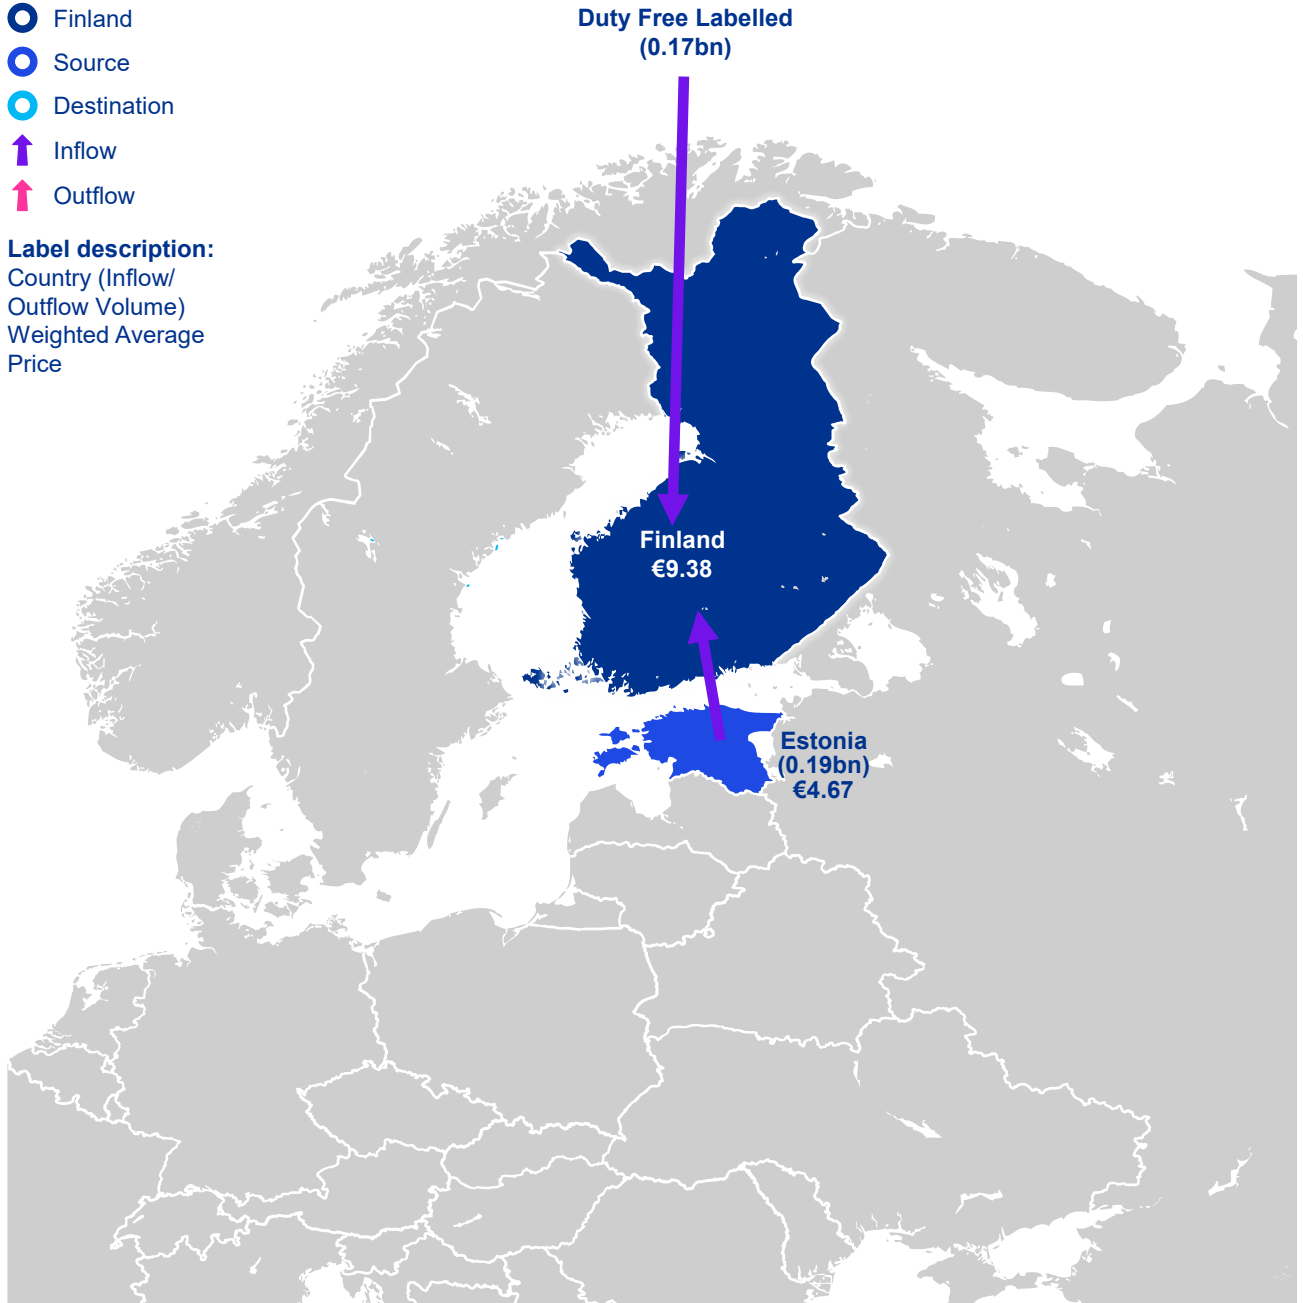 Finland
Source
Destination
Inflow
Outflow
Label description:
Country (Inflow/
Outflow Volume)
Weighted Average
Price
Duty Free Labelled
(0.17bn)
Finland
€9.38
Estonia
(0.19bn)
€4.67